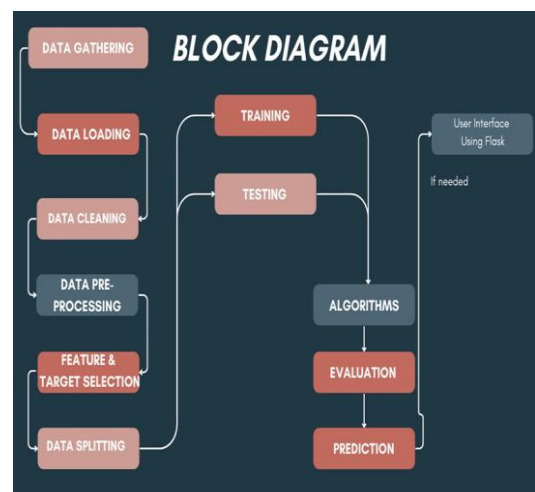 DATA GATHERING
BLOCK DIAGRAM
DATA LOADING
DATA CLEANING
DATA PRE-
PROCESSING
FEATURE &
TARGET SELECTION
DATA SPLITTING
TRAINING
TESTING
ALGORITHMS
EVALUATION
PREDICTION
User Interface
Using Flask
If needed